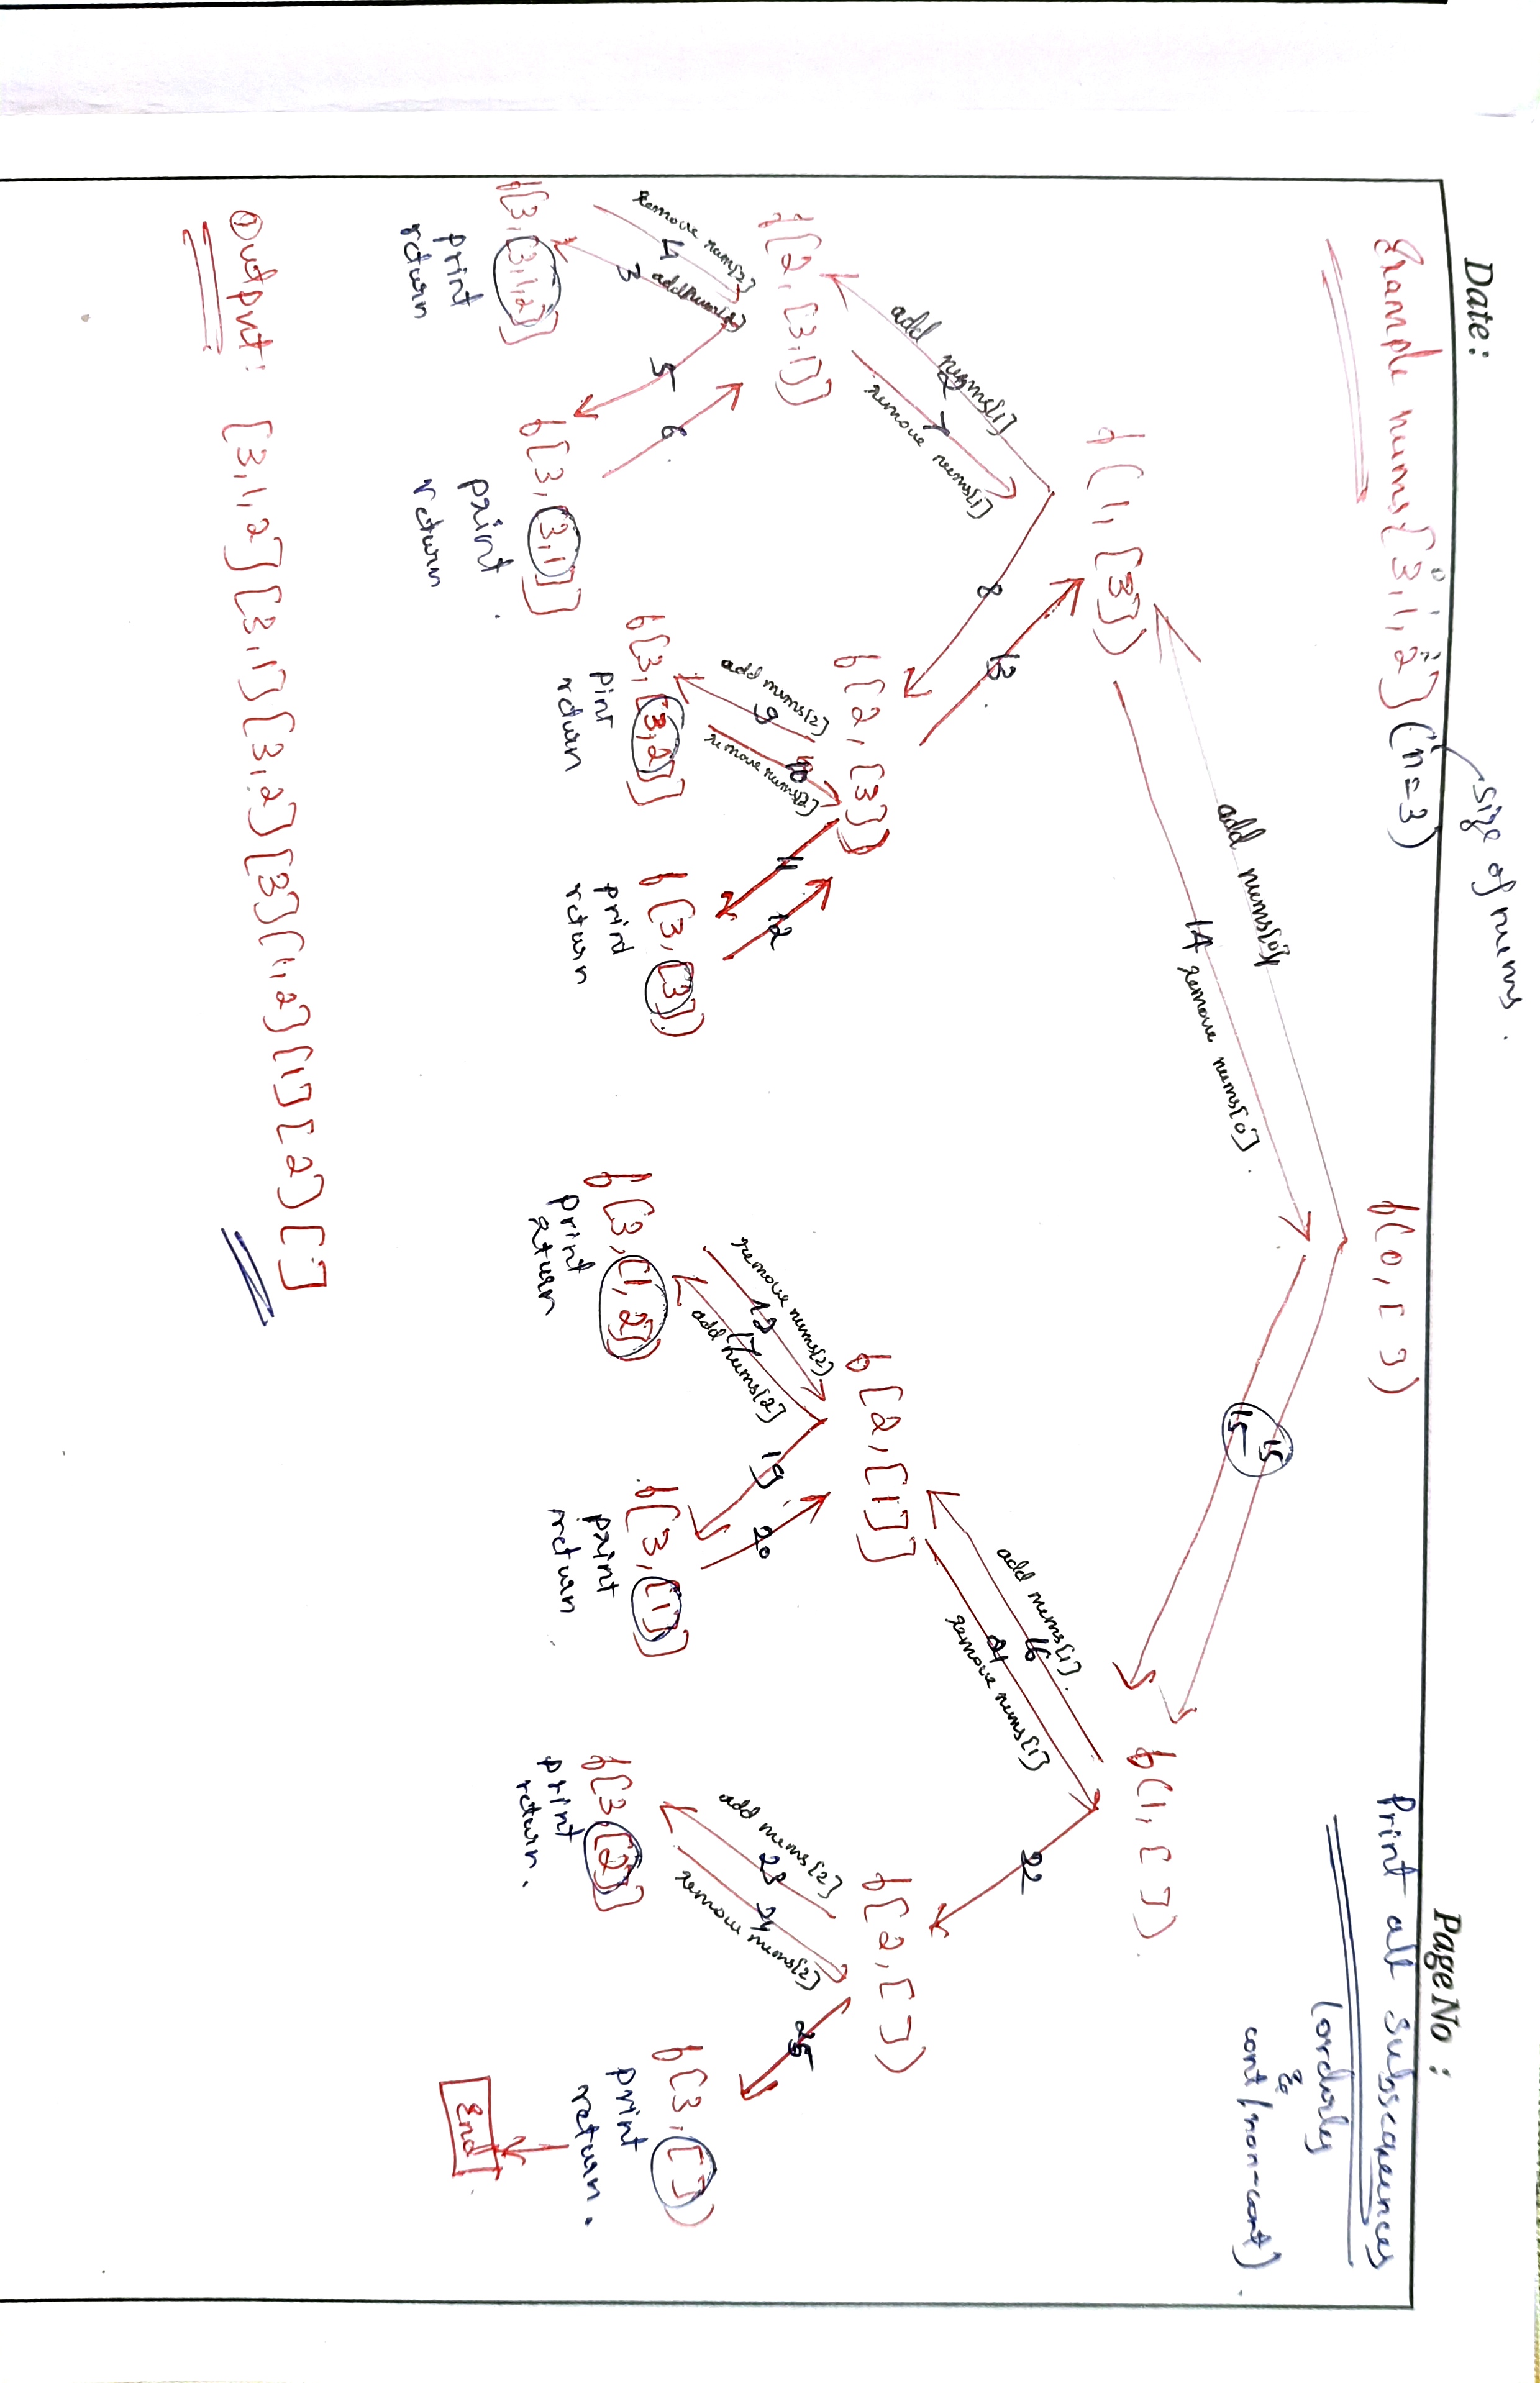 Date:
size of nums.
Page No :
Example nums[3,1,2] (n=3)
0 1 2
f(0, [ ])
Print all subsequences
(orderly
&
cont/non-cont).
add nums[0]
14 remove nums[0].
15
15
f(1, [3])
f(1, [ ]).
add nums[1]
2
7
remove nums[1]
8
13.
add nums[1].
16
21
remove nums[1]
22
f[2, [3,1]]
f[2, [3])
f[2, [1]]
f[2, [ ])
remove nums[2]
4
3
add nums[2]
5
6
add nums[2]
9
10
remove nums[2]
11
12
remove nums[2]
18
17
add nums[2]
19
20
add nums[2]
23
24
remove nums[2]
25
f[3, [3,1,2]]
print
return
f[3, [3,1]]
print
return
f[3, [3,2]]
Pint
return
f[3, [3])
print
return
f[3, [1,2])
print
return
f[3, [1]]
print
return
f[3, [2]]
print
return.
f[3, [ ])
print
return.
End
Output: [3,1,2] [3,1] [3,2] [3] [1,2] [1] [2] [ ]